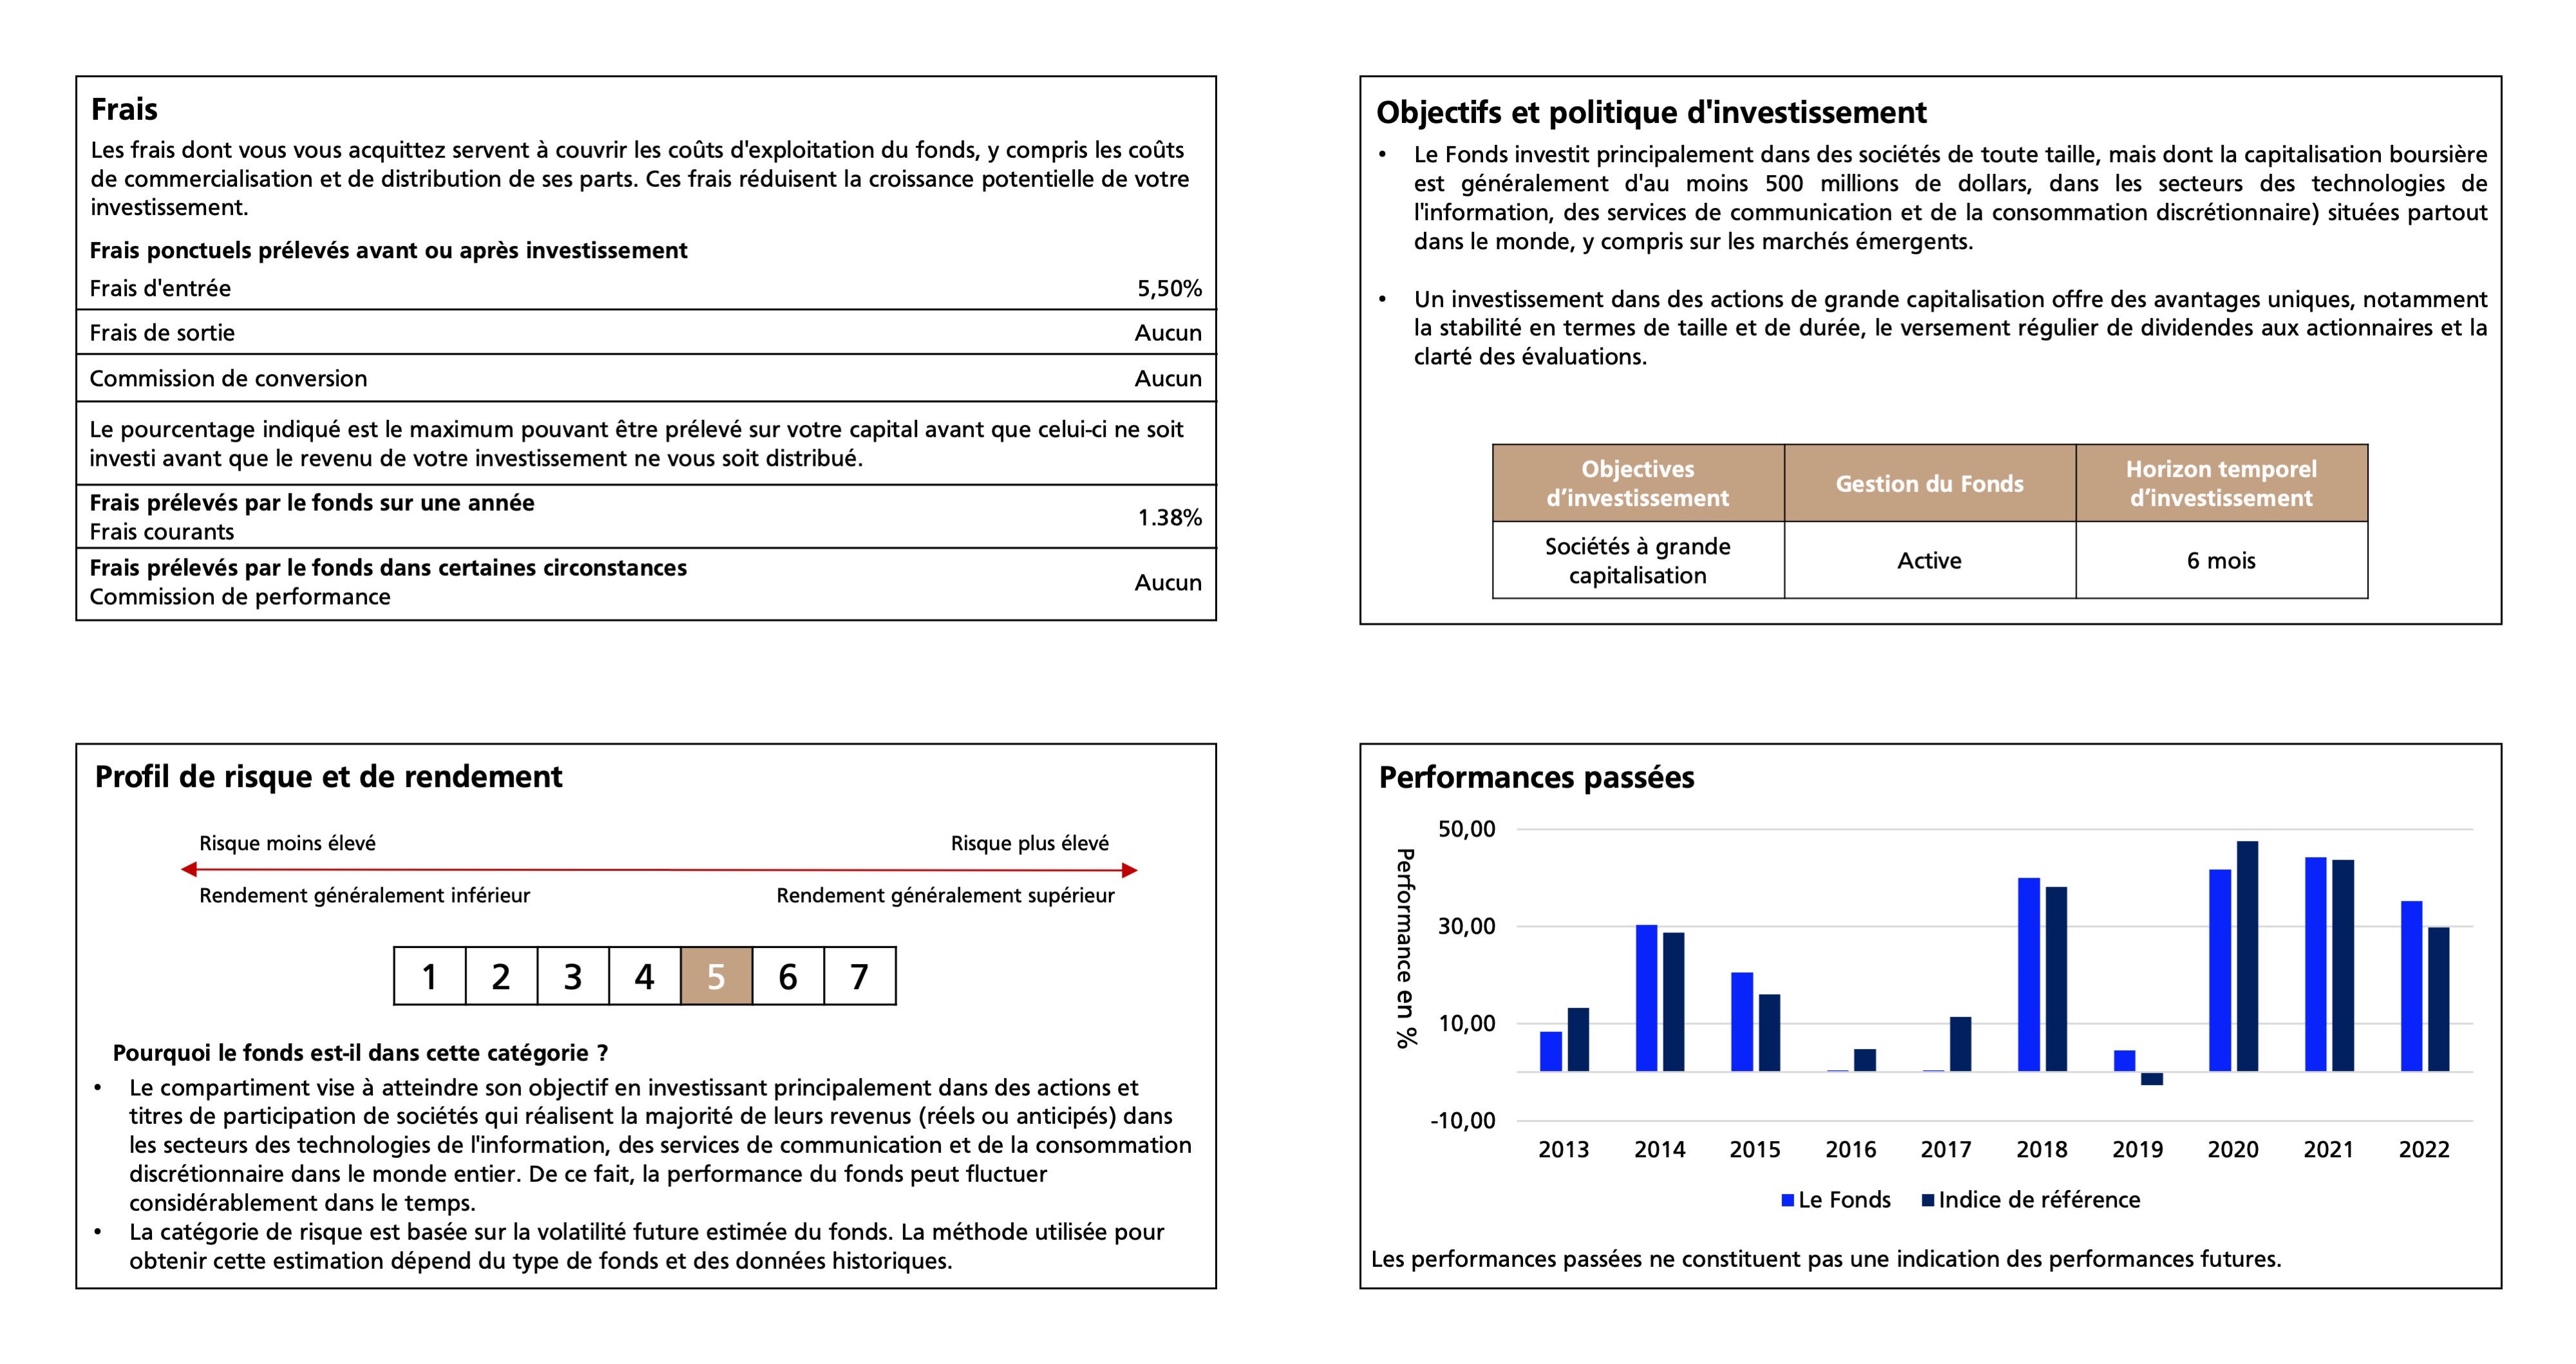 Frais
Les frais dont vous vous acquittez servent à couvrir les coûts d'exploitation du fonds, y compris les coûts
de commercialisation et de distribution de ses parts. Ces frais réduisent la croissance potentielle de votre
investissement.
Frais ponctuels prélevés avant ou après investissement
Frais d'entrée 5,50%
Frais de sortie Aucun
Commission de conversion Aucun
Le pourcentage indiqué est le maximum pouvant être prélevé sur votre capital avant que celui-ci ne soit
investi avant que le revenu de votre investissement ne vous soit distribué.
Frais prélevés par le fonds sur une année
Frais courants 1.38%
Frais prélevés par le fonds dans certaines circonstances
Commission de performance Aucun
Objectifs et politique d'investissement
• Le Fonds investit principalement dans des sociétés de toute taille, mais dont la capitalisation boursière
est généralement d'au moins 500 millions de dollars, dans les secteurs des technologies de
l'information, des services de communication et de la consommation discrétionnaire) situées partout
dans le monde, y compris sur les marchés émergents.
• Un investissement dans des actions de grande capitalisation offre des avantages uniques, notamment
la stabilité en termes de taille et de durée, le versement régulier de dividendes aux actionnaires et la
clarté des évaluations.
Objectives
d’investissement
Gestion du Fonds
Horizon temporel
d’investissement
Sociétés à grande
capitalisation
Active
6 mois
Profil de risque et de rendement
Risque moins élevé Risque plus élevé
Rendement généralement inférieur Rendement généralement supérieur
1 2 3 4 5 6 7
Pourquoi le fonds est-il dans cette catégorie ?
• Le compartiment vise à atteindre son objectif en investissant principalement dans des actions et
titres de participation de sociétés qui réalisent la majorité de leurs revenus (réels ou anticipés) dans
les secteurs des technologies de l'information, des services de communication et de la consommation
discrétionnaire dans le monde entier. De ce fait, la performance du fonds peut fluctuer
considérablement dans le temps.
• La catégorie de risque est basée sur la volatilité future estimée du fonds. La méthode utilisée pour
obtenir cette estimation dépend du type de fonds et des données historiques.
Performances passées
Performance en %
50,00
30,00
10,00
-10,00
2013 2014 2015 2016 2017 2018 2019 2020 2021 2022
Le Fonds Indice de référence
Les performances passées ne constituent pas une indication des performances futures.